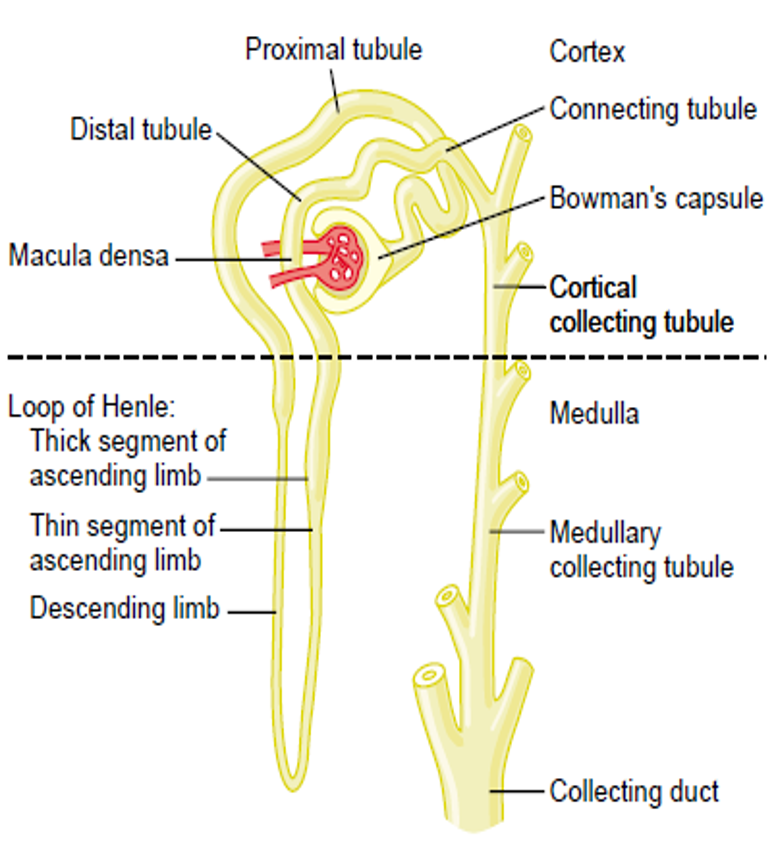 Proximal tubule
Cortex
Connecting tubule
Distal tubule
Bowman's capsule
Macula densa
Cortical
collecting tubule
Loop of Henle:
Thick segment of
ascending limb
Medulla
Thin segment of
ascending limb
Medullary
collecting tubule
Descending limb
Collecting duct